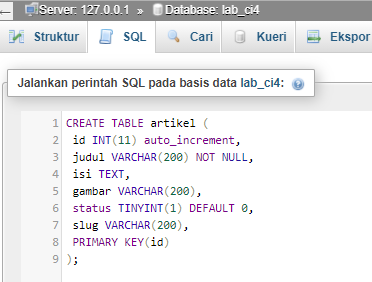 Server: 127.0.0.1 » Database: lab_ci4
Struktur SQL Cari Kueri Ekspor
Jalankan perintah SQL pada basis data lab_ci4:
1 CREATE TABLE artikel (
2 id INT(11) auto_increment,
3 judul VARCHAR(200) NOT NULL,
4 isi TEXT,
5 gambar VARCHAR(200),
6 status TINYINT(1) DEFAULT 0,
7 slug VARCHAR(200),
8 PRIMARY KEY(id)
9 );